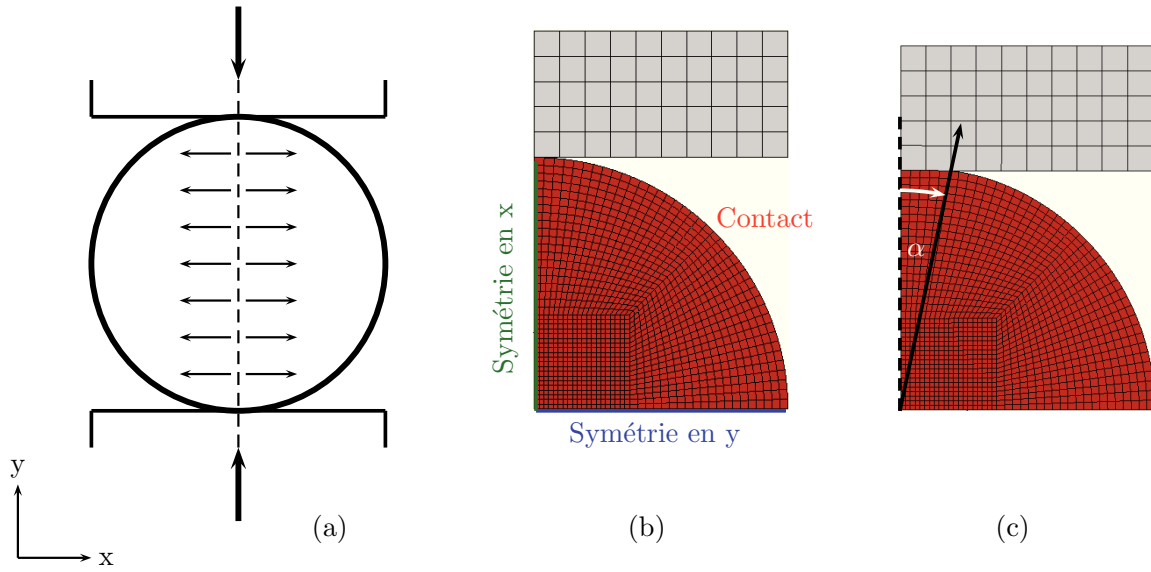 y
x
(a)
Symétrie en x
Contact
Symétrie en y
(b)
α
(c)